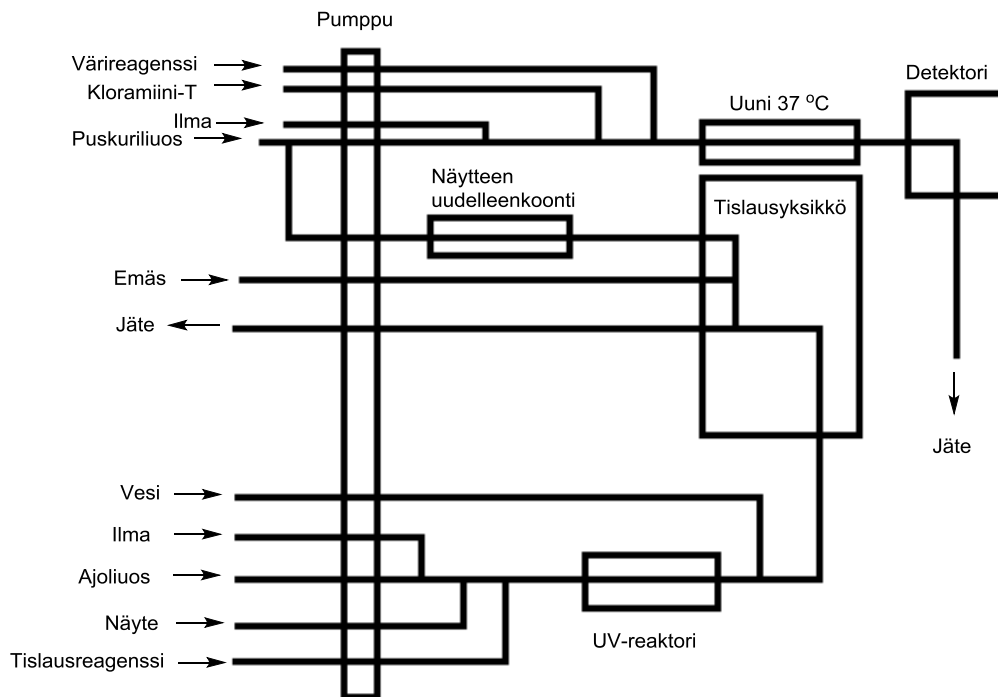 Pumppu
Värireagenssi
Kloramiini-T
Ilma
Puskuriliuos
Uuni 37 °C
Detektori
Näytteen
uudelleenkoonti
Tislausyksikkö
Emäs
Jäte
Jäte
Vesi
Ilma
Ajoliuos
Näyte
Tislausreagenssi
UV-reaktori